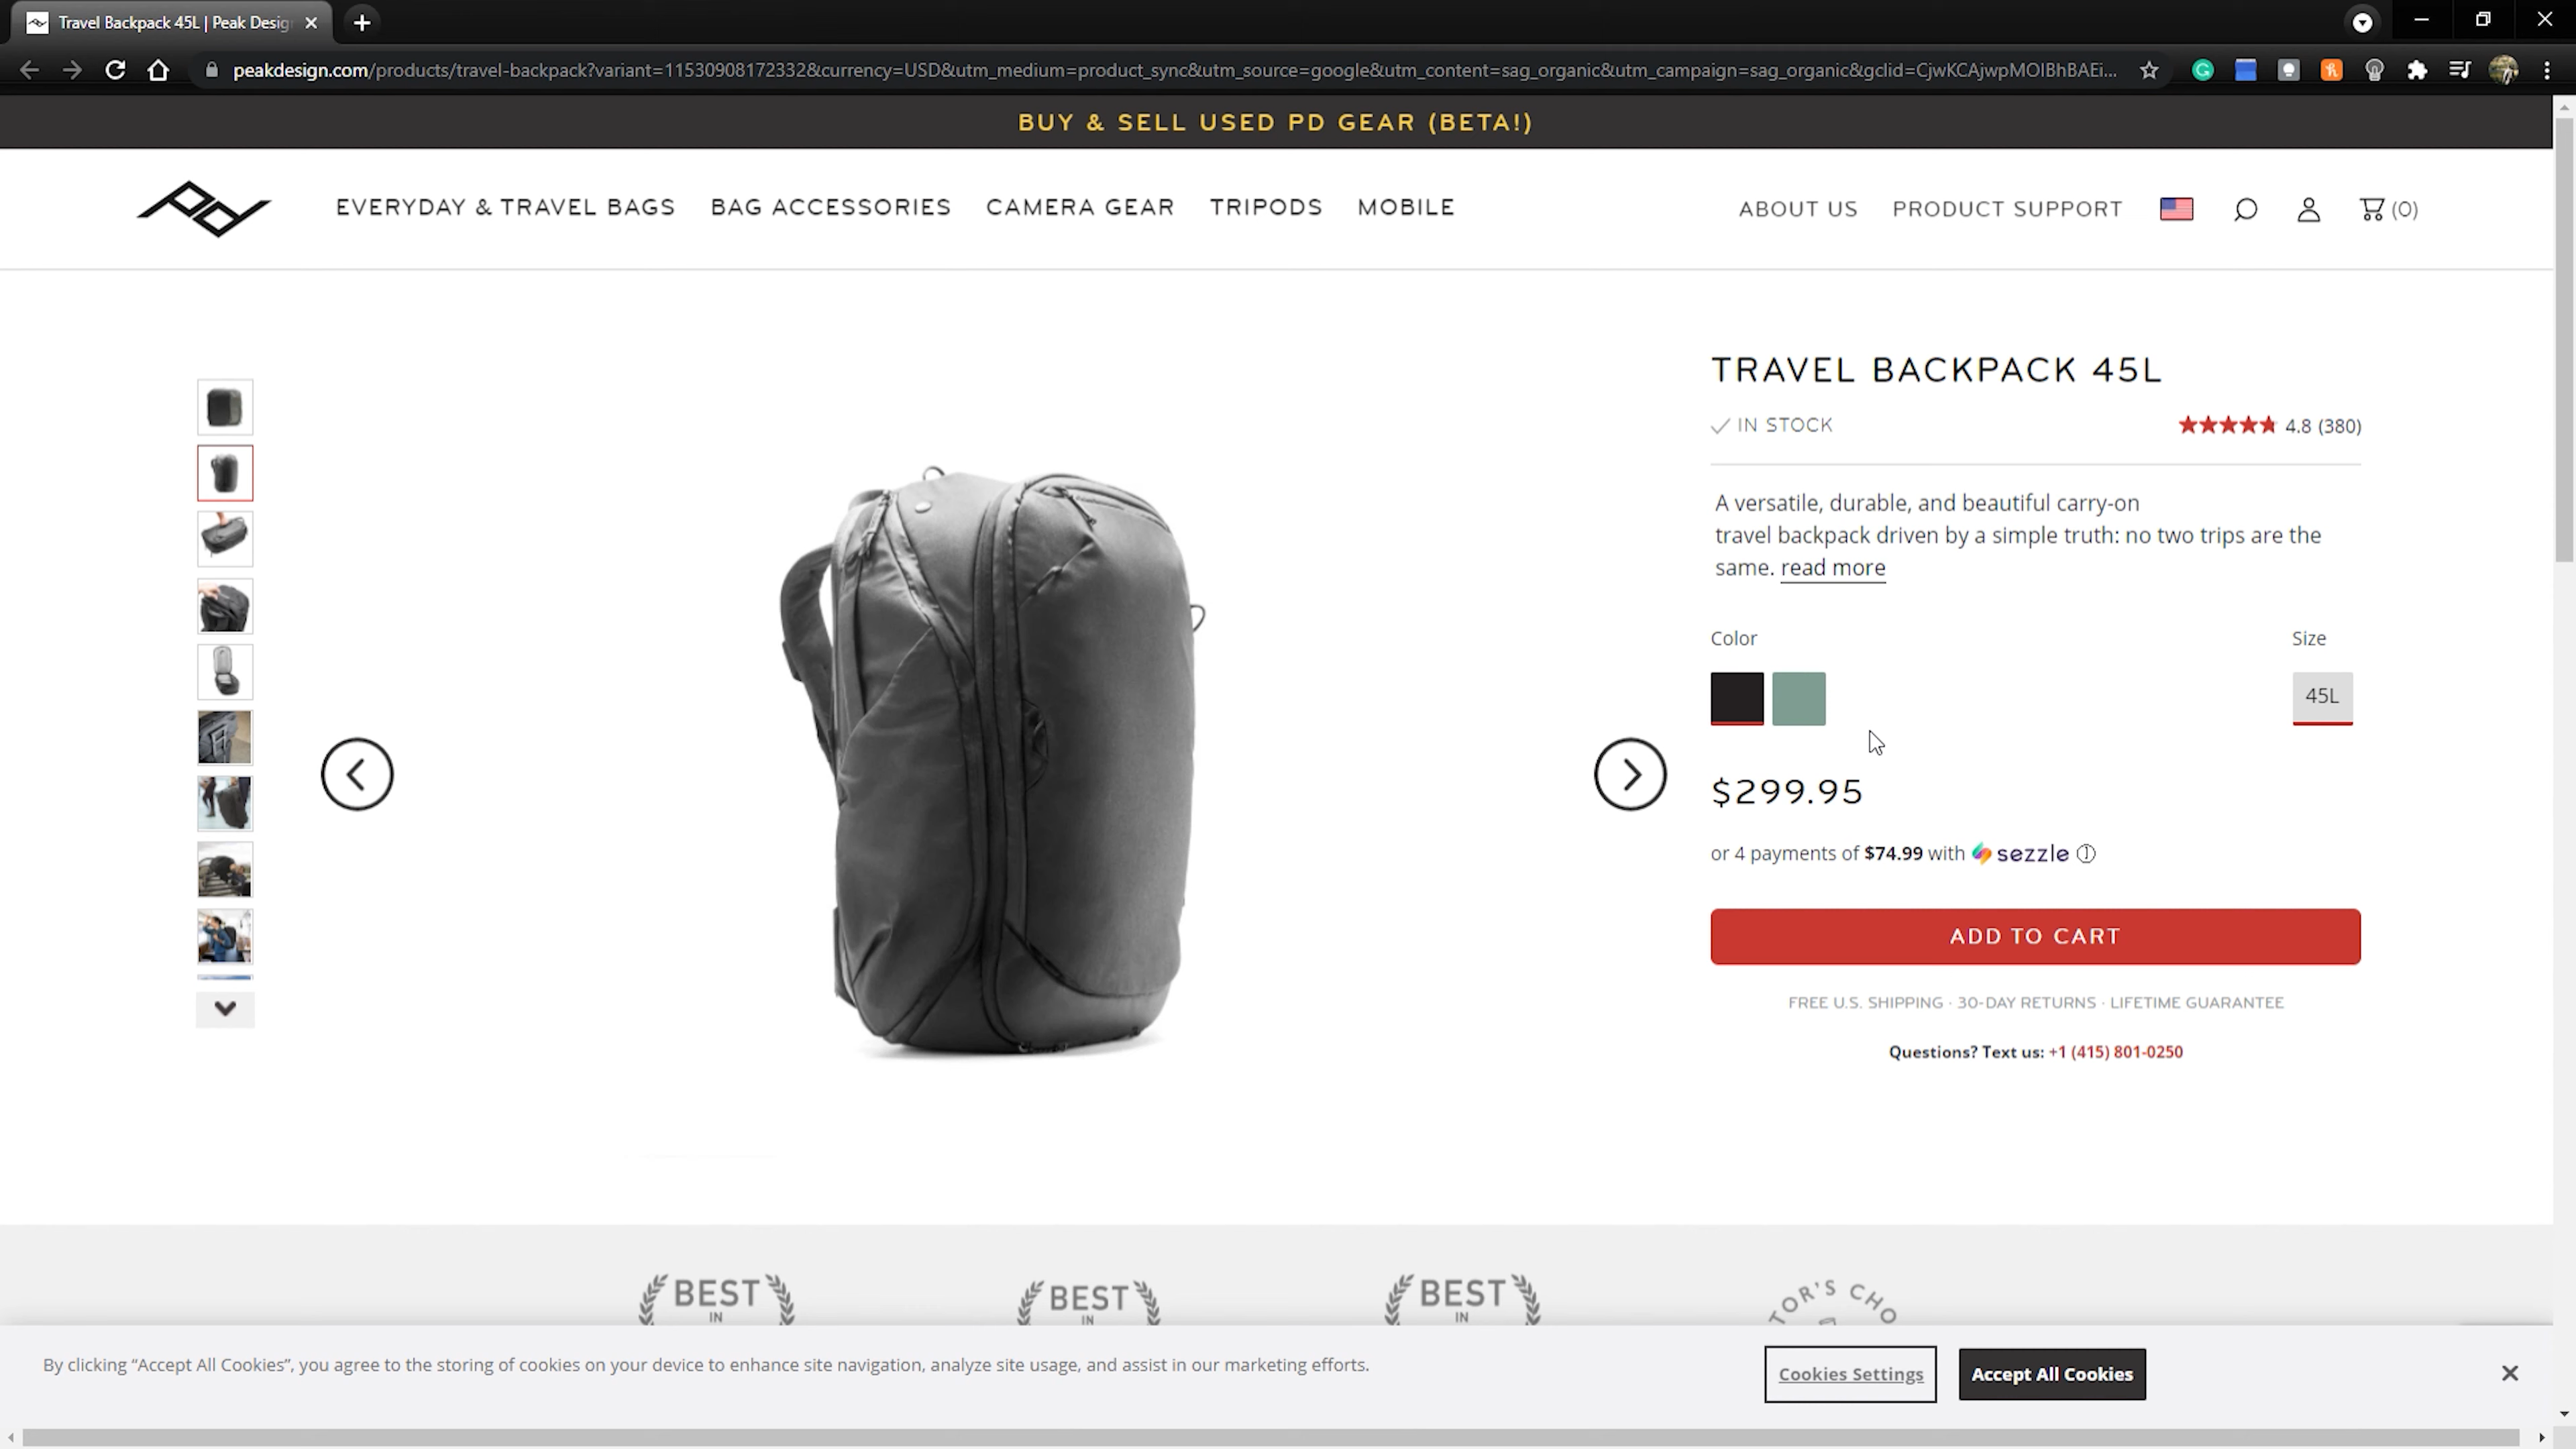 Travel Backpack 45L | Peak Desig
peakdesign.com/products/travel-backpack?variant=11530908172332&currency=USD&utm_medium=product_sync&utm_source=google&utm_content=sag_organic&utm_campaign=sag_organic&gclid=CjwKCAjwpMOIBhBAEi...
BUY & SELL USED PD GEAR (BETA!)
EVERYDAY & TRAVEL BAGS BAG ACCESSORIES CAMERA GEAR TRIPODS MOBILE ABOUT US PRODUCT SUPPORT (0)
TRAVEL BACKPACK 45L
IN STOCK 4.8 (380)
A versatile, durable, and beautiful carry-on
travel backpack driven by a simple truth: no two trips are the
same. read more
Color Size
45L
$299.95
or 4 payments of $74.99 with sezzle
ADD TO CART
FREE U.S. SHIPPING · 30-DAY RETURNS · LIFETIME GUARANTEE
Questions? Text us: +1 (415) 801-0250
BEST IN
BEST IN
BEST IN
TOR'S CHO
By clicking “Accept All Cookies”, you agree to the storing of cookies on your device to enhance site navigation, analyze site usage, and assist in our marketing efforts.
Cookies Settings Accept All Cookies